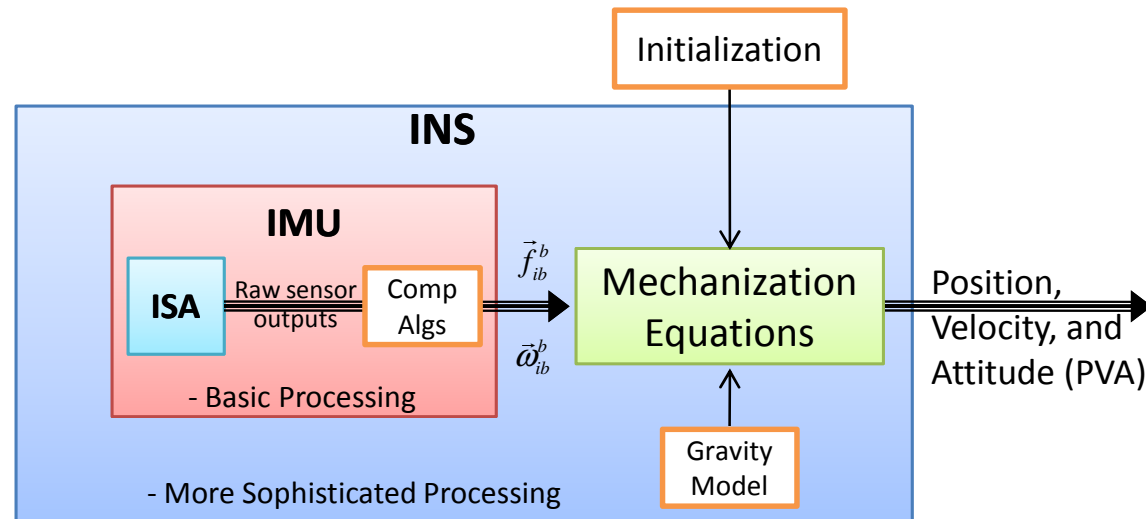 Initialization
INS
IMU
ISA
Raw sensor
outputs
Comp
Algs
- Basic Processing
f⃗ᵇᵢᵦ
ω⃗ᵇᵢᵦ
Mechanization
Equations
Position,
Velocity, and
Attitude (PVA)
Gravity
Model
- More Sophisticated Processing